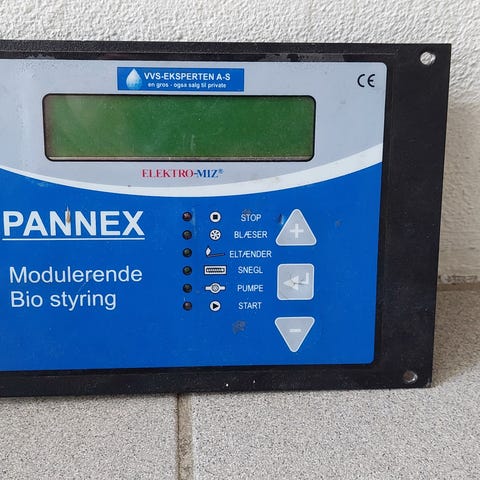 VVS-EKSPERTEN A-S
en gros - også salg til private
CE
ELEKTRO-MIZ®
PANNEX
Modulerende
Bio styring
STOP
BLÆSER
ELTÆNDER
SNEGL
PUMPE
START